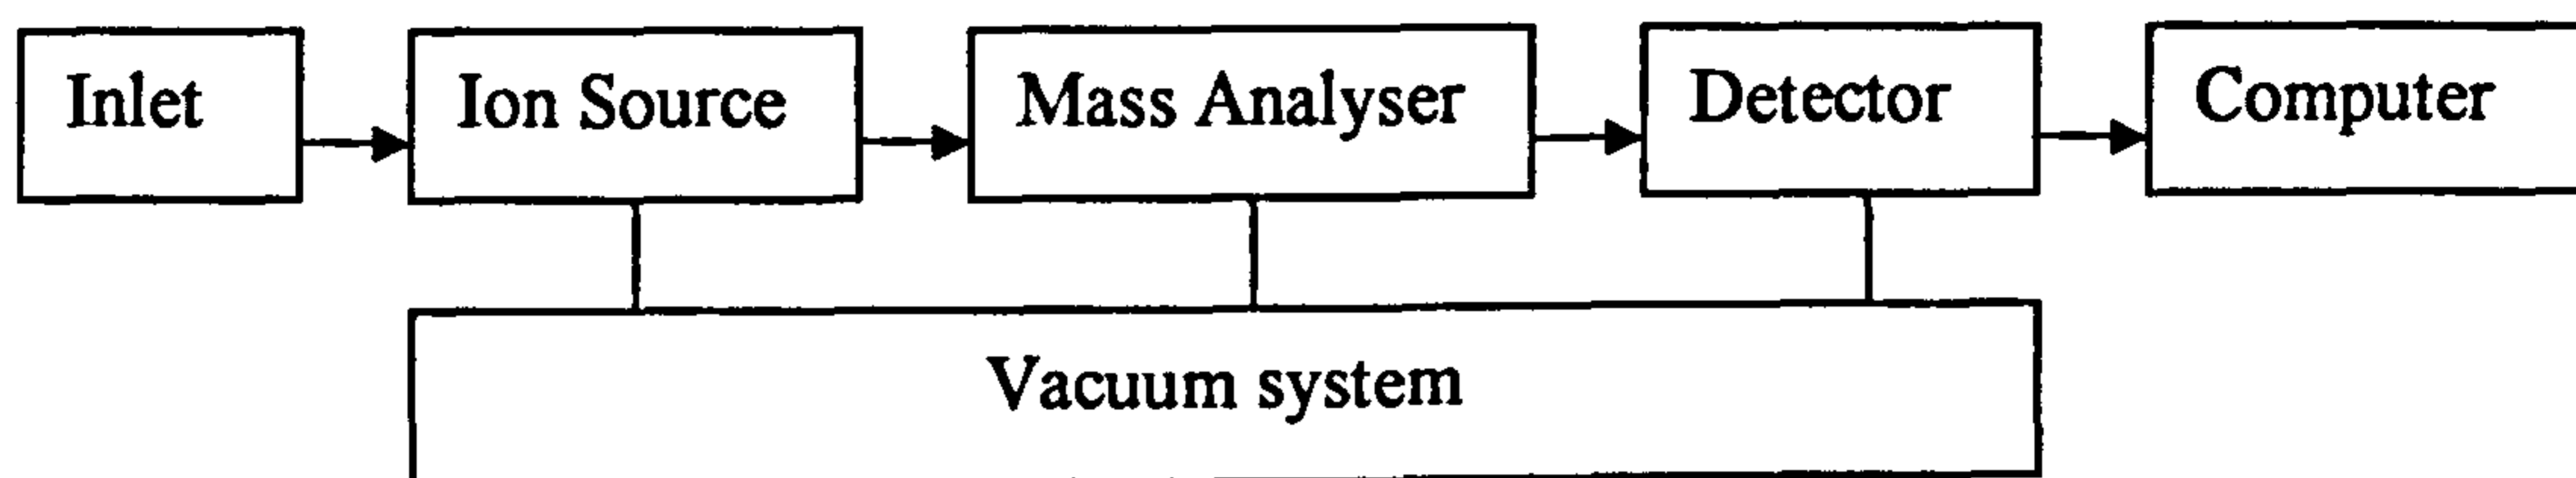 Inlet
Ion Source
Mass Analyser
Detector
Computer
Vacuum system